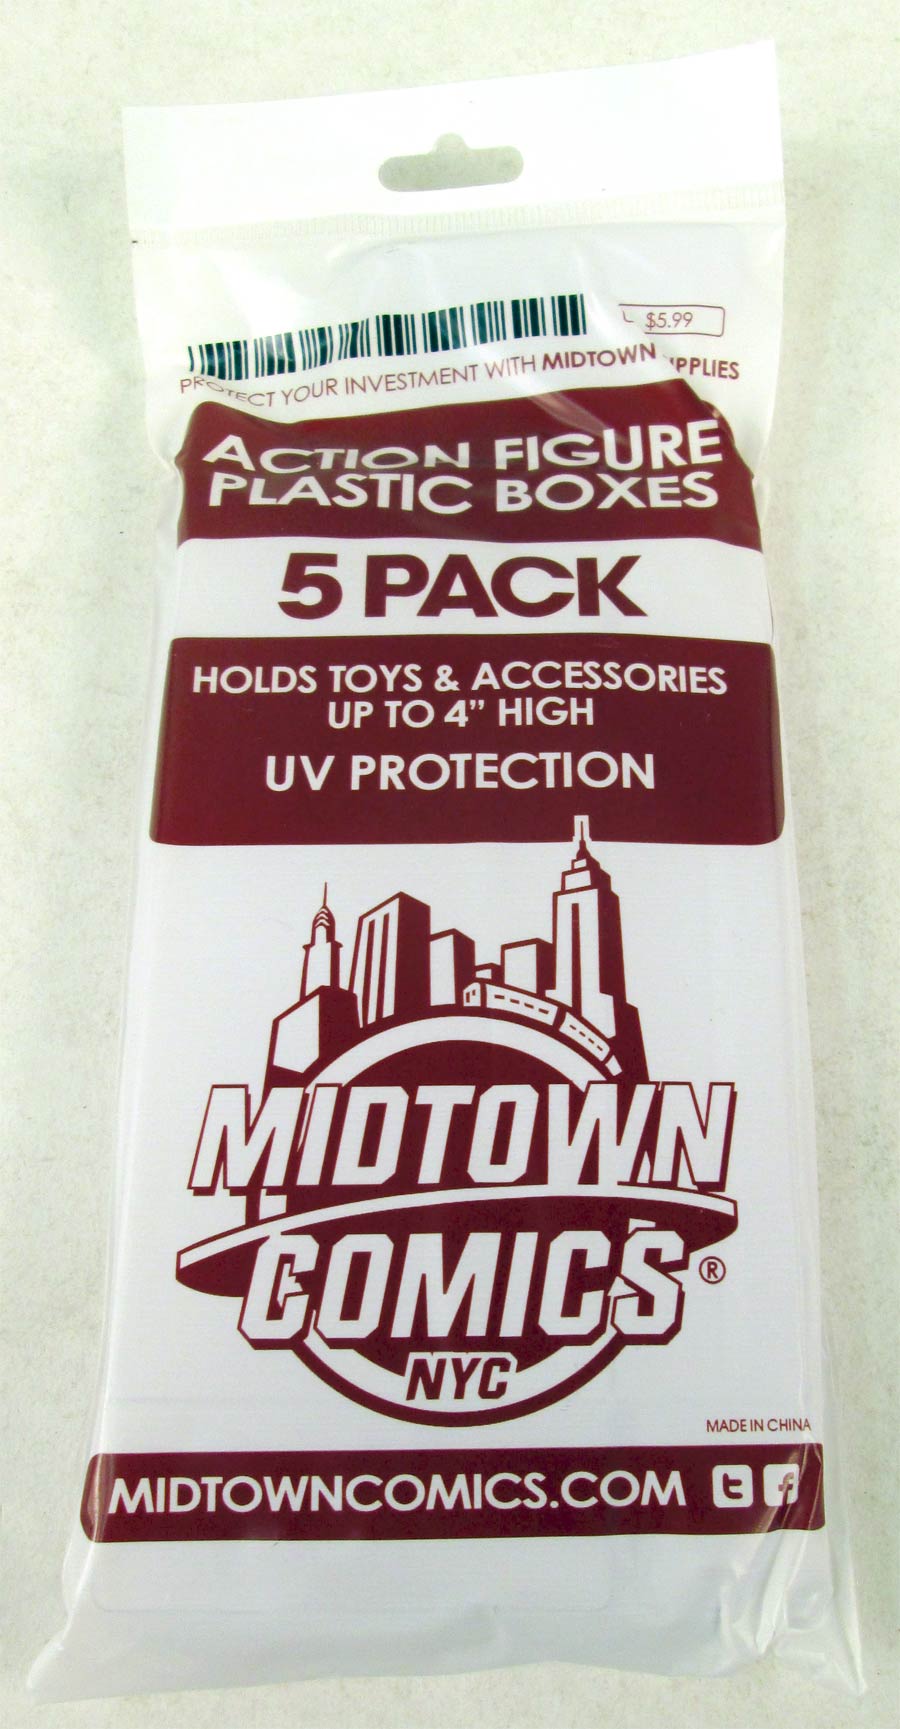 $5.99
PROTECT YOUR INVESTMENT WITH MIDTOWN
ACTION FIGURE
PLASTIC BOXES
5 PACK
HOLDS TOYS & ACCESSORIES
UP TO 4” HIGH
UV PROTECTION
MIDTOWN
COMICS®
NYC
MADE IN CHINA
MIDTOWNCOMICS.COM